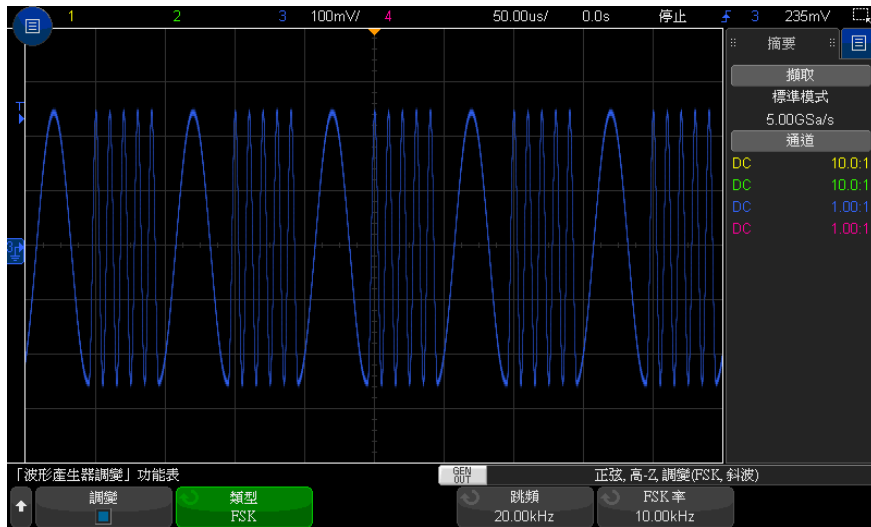 1 2 3 100mV/ 4 50.00us/ 0.0s 停止 3 235mV
摘要
擷取
標準模式
5.00GSa/s
通道
DC 10.0:1
DC 10.0:1
DC 1.00:1
DC 1.00:1
T
3
「波形產生器調變」功能表
GEN OUT
正弦, 高-Z, 調變(FSK, 斜波)
調變
類型
FSK
跳頻
20.00kHz
FSK 率
10.00kHz